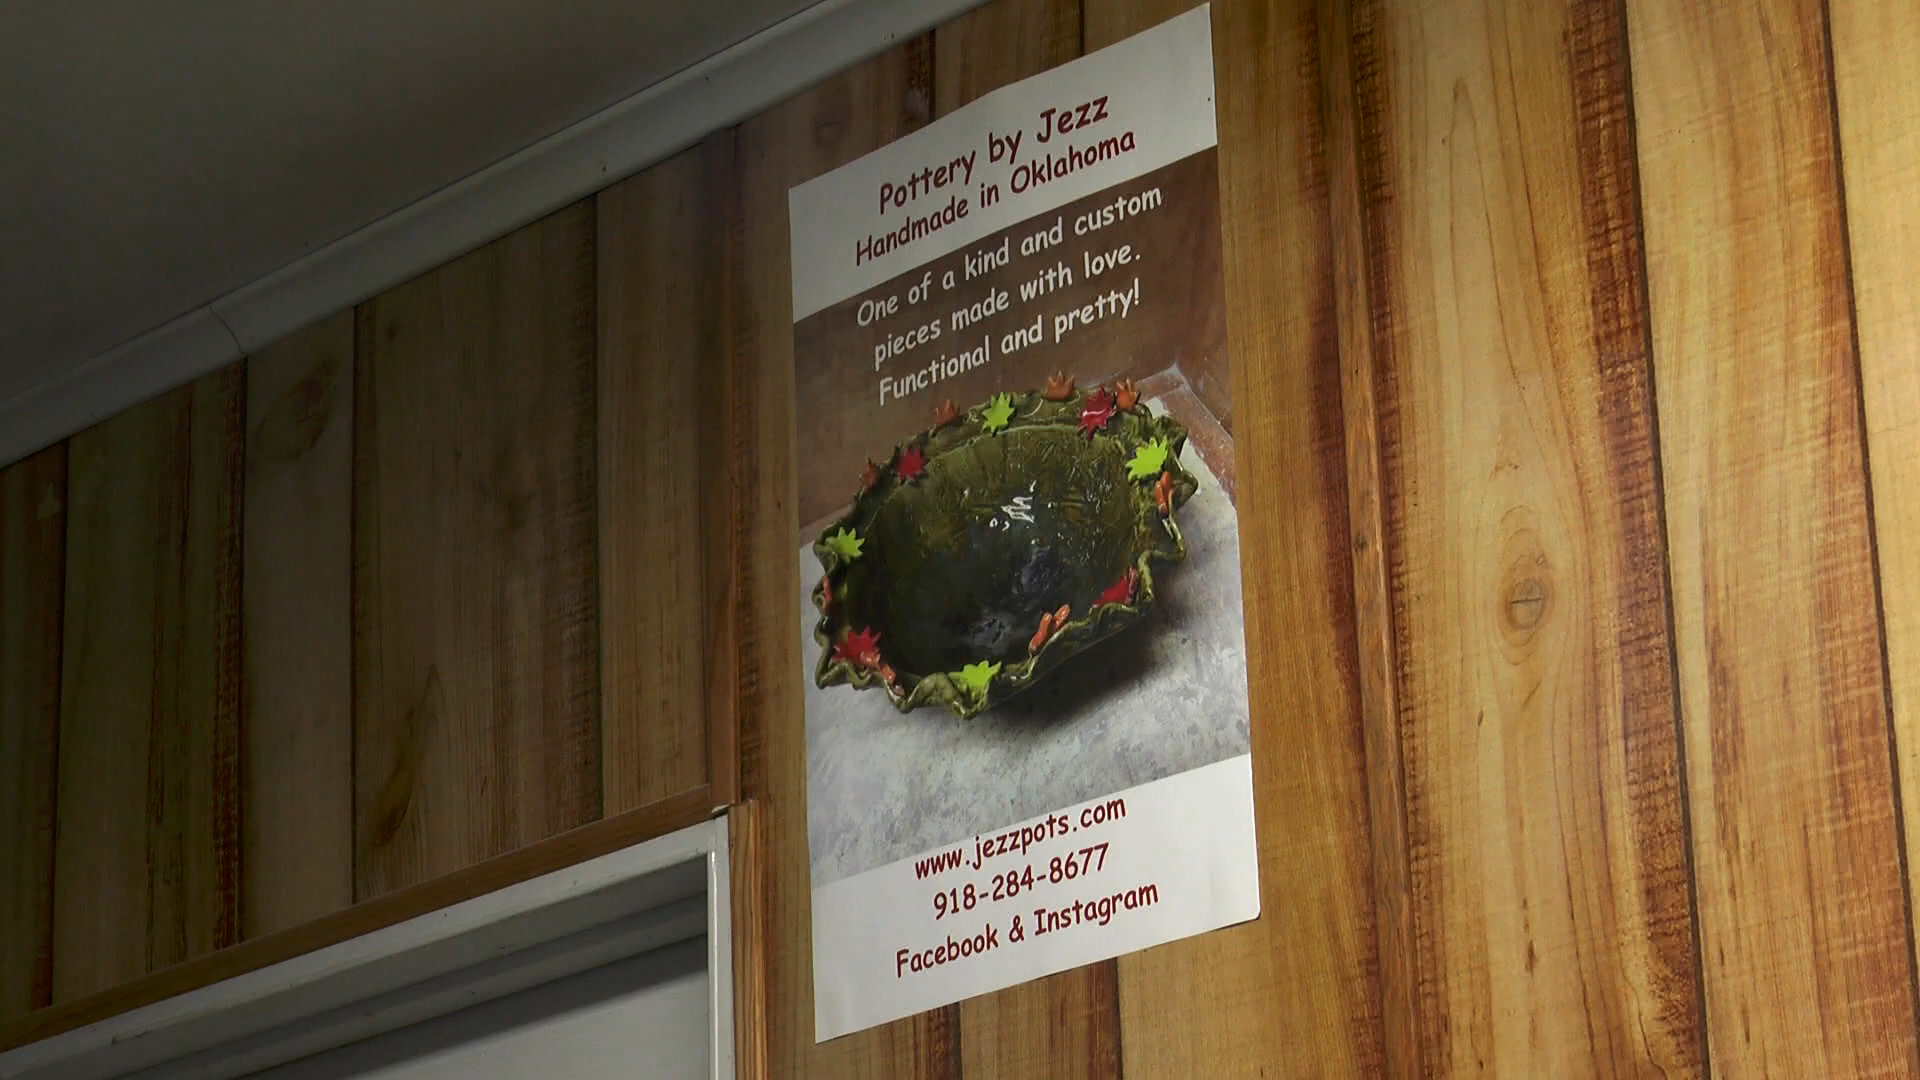 Pottery by Jezz
Handmade in Oklahoma
One of a kind and custom
pieces made with love.
Functional and pretty!
www.jezzpots.com
918-284-8677
Facebook & Instagram